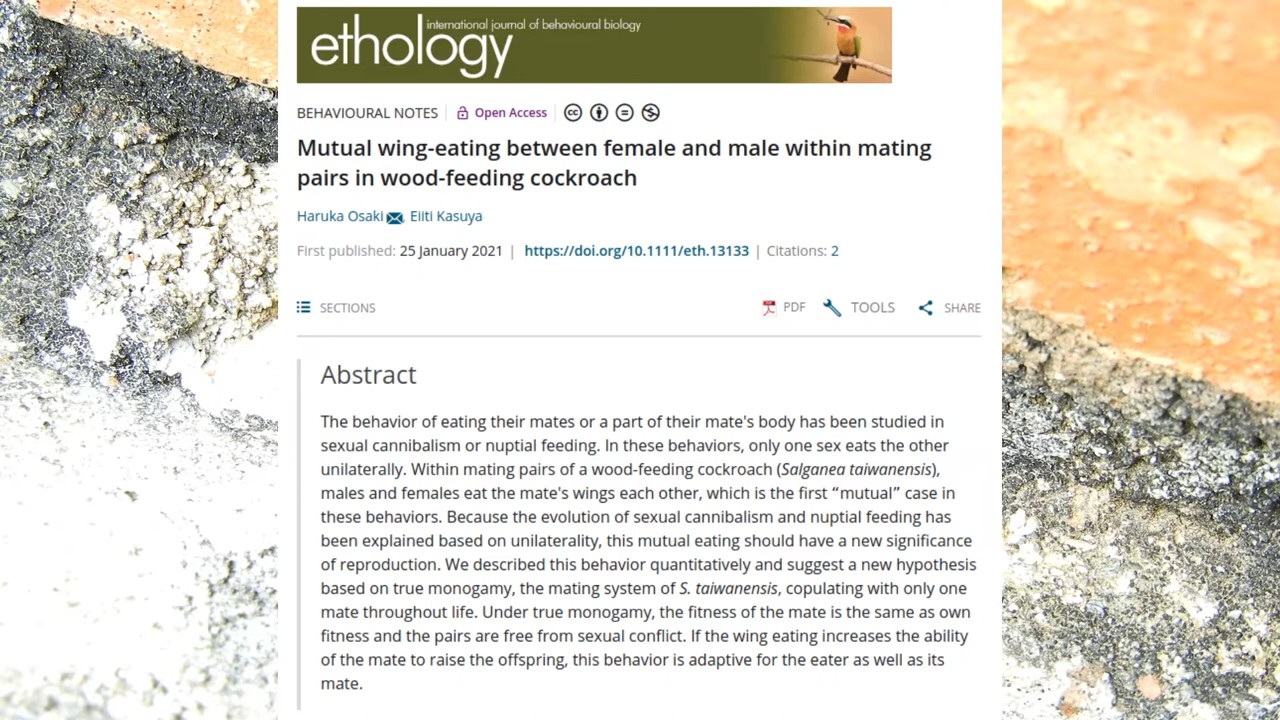 international journal of behavioural biology
ethology
BEHAVIOURAL NOTES Open Access cc
Mutual wing-eating between female and male within mating
pairs in wood-feeding cockroach
Haruka Osaki Eiiti Kasuya
First published: 25 January 2021 | https://doi.org/10.1111/eth.13133 | Citations: 2
SECTIONS PDF TOOLS SHARE
Abstract
The behavior of eating their mates or a part of their mate's body has been studied in
sexual cannibalism or nuptial feeding. In these behaviors, only one sex eats the other
unilaterally. Within mating pairs of a wood-feeding cockroach (Salganea taiwanensis),
males and females eat the mate's wings each other, which is the first “mutual” case in
these behaviors. Because the evolution of sexual cannibalism and nuptial feeding has
been explained based on unilaterality, this mutual eating should have a new significance
of reproduction. We described this behavior quantitatively and suggest a new hypothesis
based on true monogamy, the mating system of S. taiwanensis, copulating with only one
mate throughout life. Under true monogamy, the fitness of the mate is the same as own
fitness and the pairs are free from sexual conflict. If the wing eating increases the ability
of the mate to raise the offspring, this behavior is adaptive for the eater as well as its
mate.